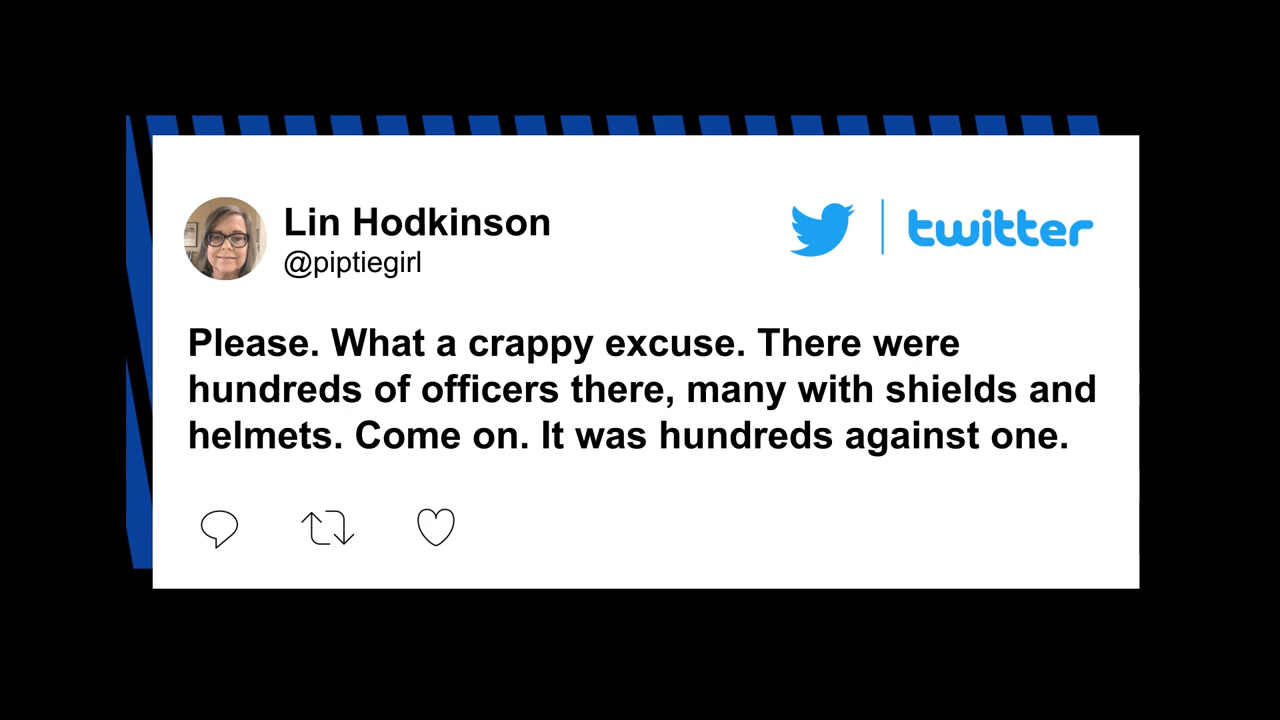 Lin Hodkinson
@piptiegirl
twitter
Please. What a crappy excuse. There were
hundreds of officers there, many with shields and
helmets. Come on. It was hundreds against one.